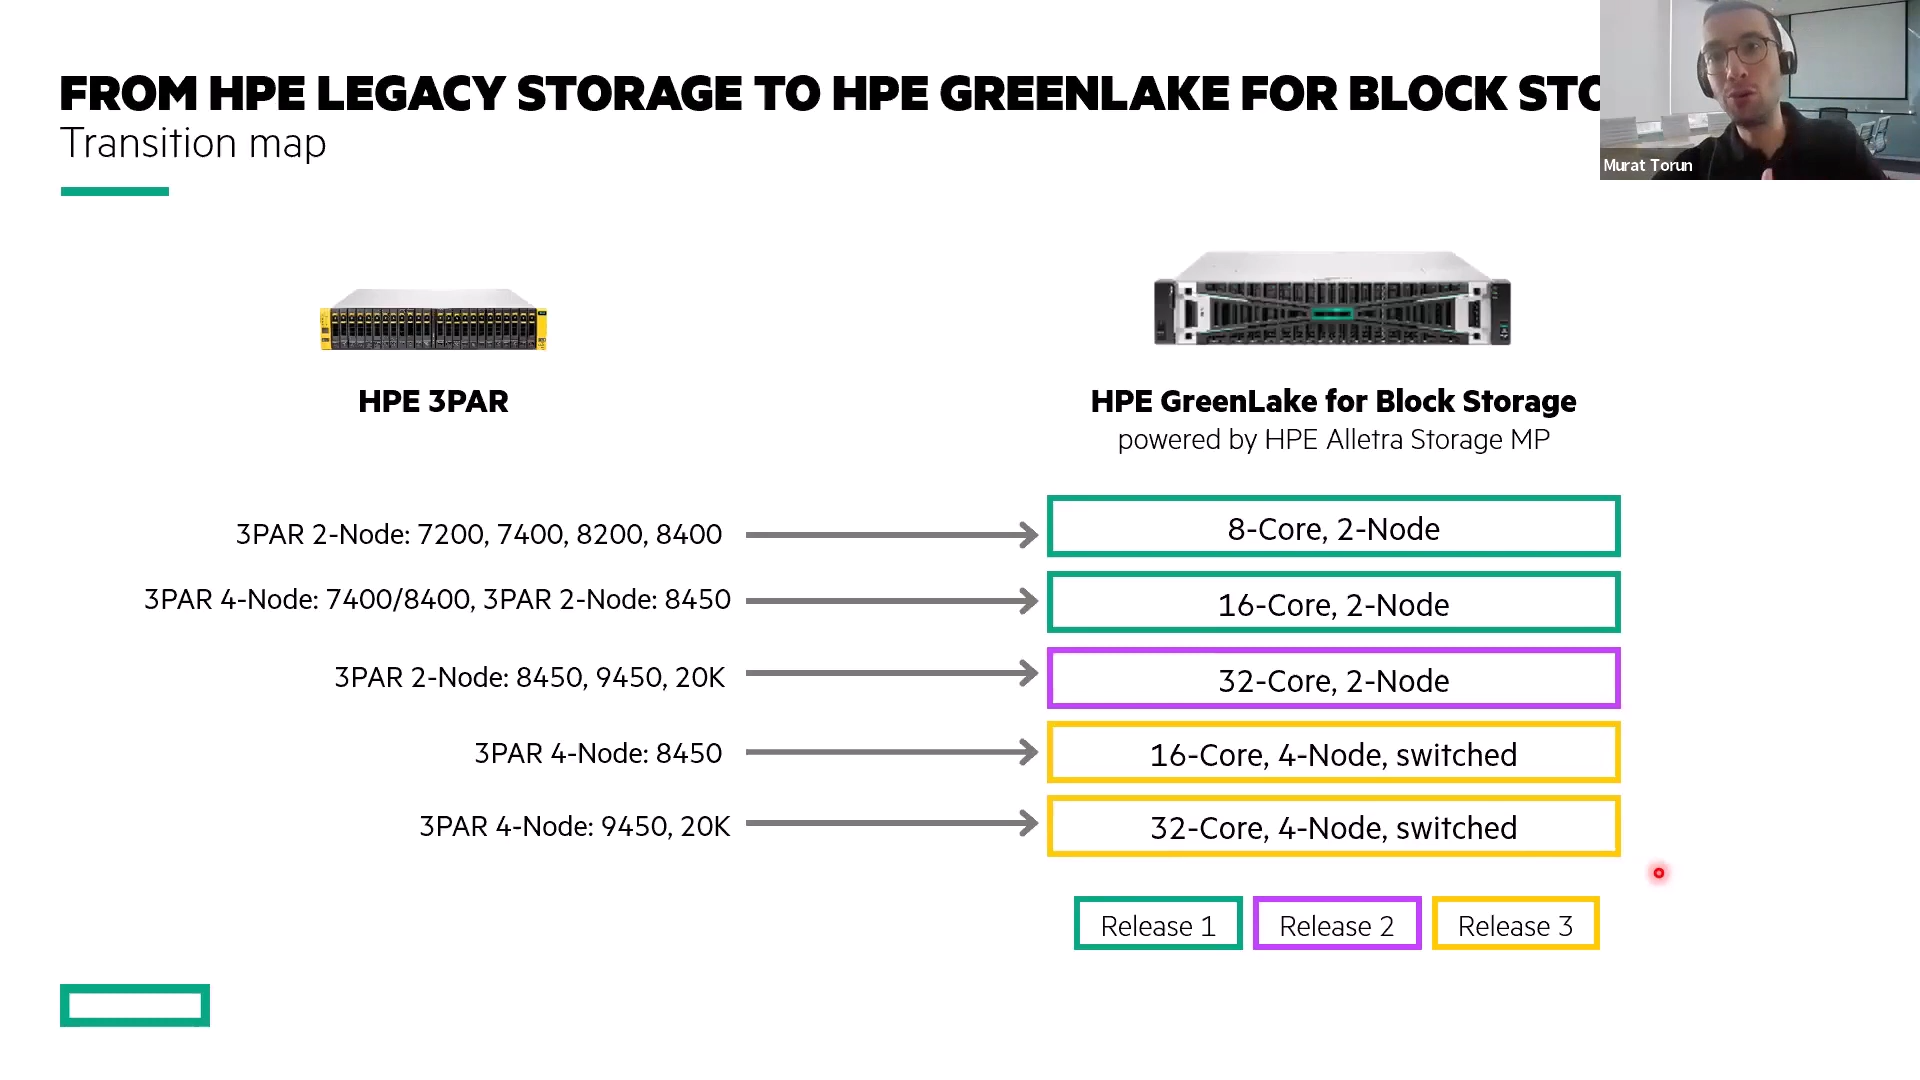 FROM HPE LEGACY STORAGE TO HPE GREENLAKE FOR BLOCK
Transition map
Murat Torun
HPE 3PAR
HPE GreenLake for Block Storage
powered by HPE Alletra Storage MP
3PAR 2-Node: 7200, 7400, 8200, 8400
8-Core, 2-Node
3PAR 4-Node: 7400/8400, 3PAR 2-Node: 8450
16-Core, 2-Node
3PAR 2-Node: 8450, 9450, 20K
32-Core, 2-Node
3PAR 4-Node: 8450
16-Core, 4-Node, switched
3PAR 4-Node: 9450, 20K
32-Core, 4-Node, switched
Release 1
Release 2
Release 3